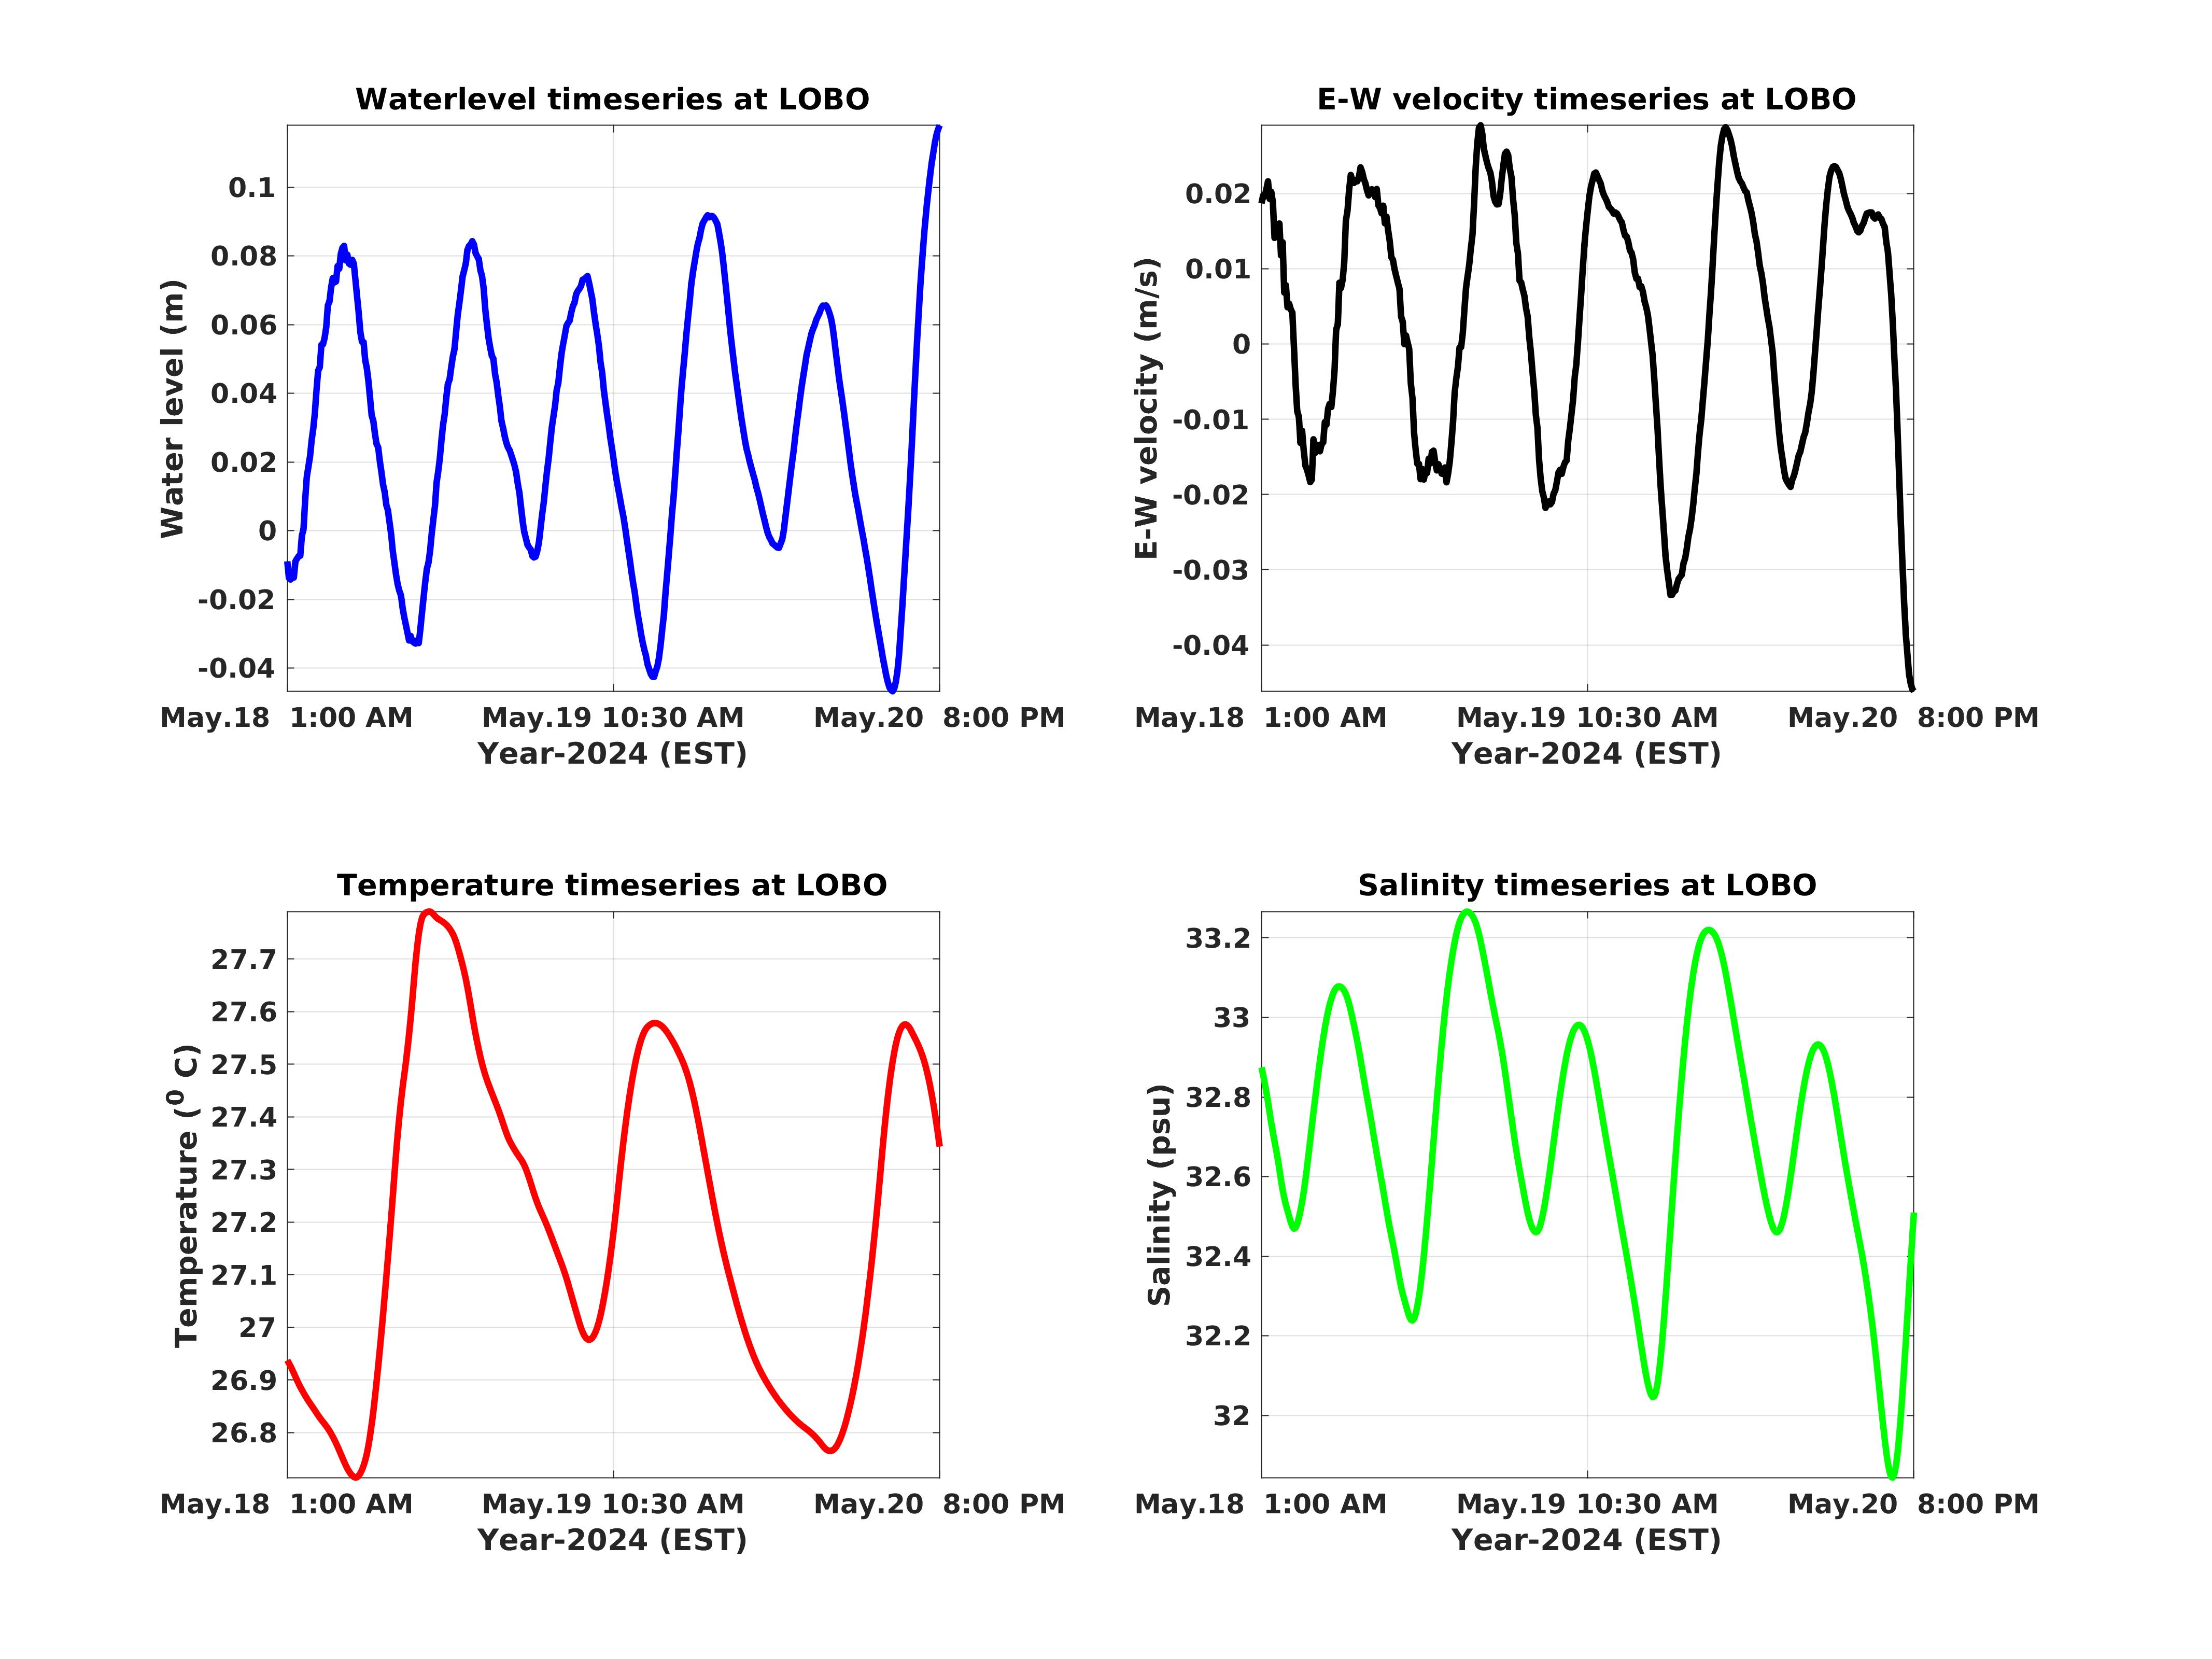 Waterlevel timeseries at LOBO
Water level (m)
0.1
0.08
0.06
0.04
0.02
0
-0.02
-0.04
May.18 1:00 AM May.19 10:30 AM May.20 8:00 PM
Year-2024 (EST)
E-W velocity timeseries at LOBO
E-W velocity (m/s)
0.02
0.01
0
-0.01
-0.02
-0.03
-0.04
May.18 1:00 AM May.19 10:30 AM May.20 8:00 PM
Year-2024 (EST)
Temperature timeseries at LOBO
Temperature (⁰ C)
27.7
27.6
27.5
27.4
27.3
27.2
27.1
27
26.9
26.8
May.18 1:00 AM May.19 10:30 AM May.20 8:00 PM
Year-2024 (EST)
Salinity timeseries at LOBO
Salinity (psu)
33.2
33
32.8
32.6
32.4
32.2
32
May.18 1:00 AM May.19 10:30 AM May.20 8:00 PM
Year-2024 (EST)